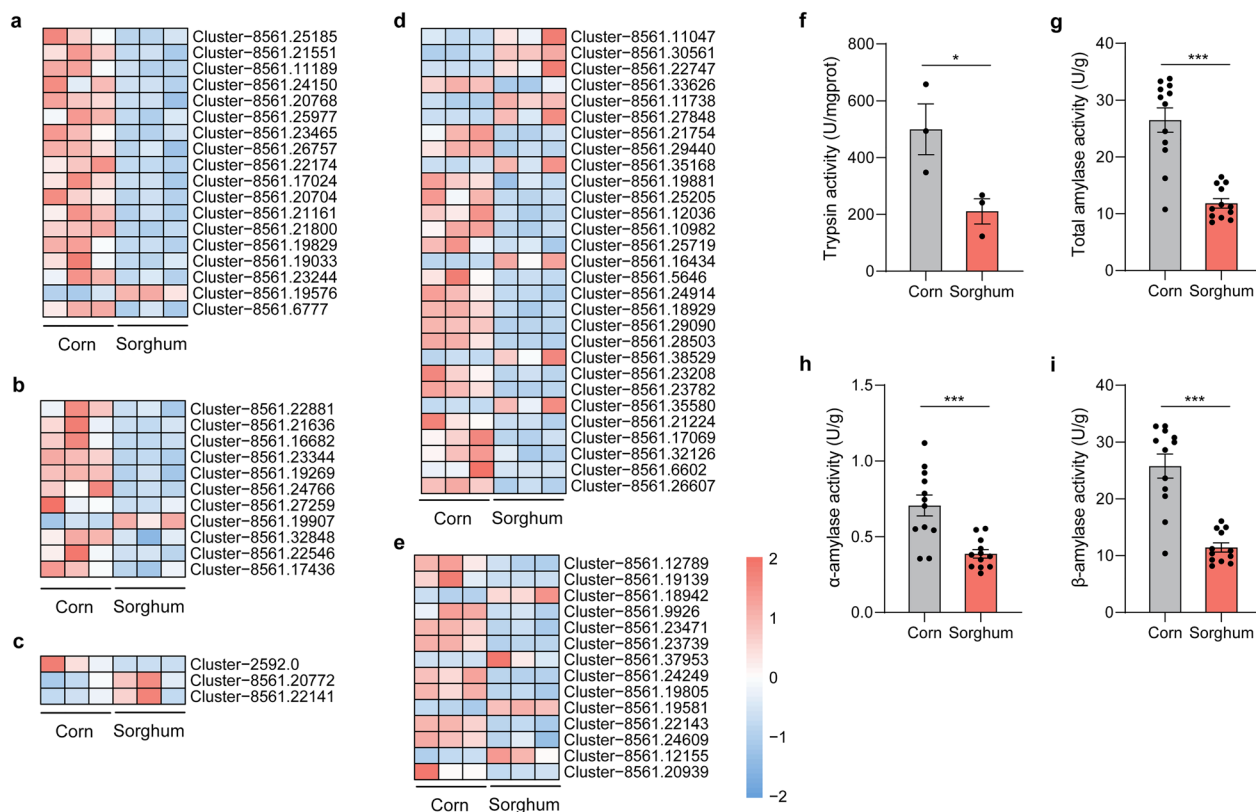 a
Cluster−8561.25185
Cluster−8561.21551
Cluster−8561.11189
Cluster−8561.24150
Cluster−8561.20768
Cluster−8561.25977
Cluster−8561.23465
Cluster−8561.26757
Cluster−8561.22174
Cluster−8561.17024
Cluster−8561.20704
Cluster−8561.21161
Cluster−8561.21800
Cluster−8561.19829
Cluster−8561.19033
Cluster−8561.23244
Cluster−8561.19576
Cluster−8561.6777
Corn Sorghum
b
Cluster−8561.22881
Cluster−8561.21636
Cluster−8561.16682
Cluster−8561.23344
Cluster−8561.19269
Cluster−8561.24766
Cluster−8561.27259
Cluster−8561.19907
Cluster−8561.32848
Cluster−8561.22546
Cluster−8561.17436
Corn Sorghum
c
Cluster−2592.0
Cluster−8561.20772
Cluster−8561.22141
Corn Sorghum
d
Cluster−8561.11047
Cluster−8561.30561
Cluster−8561.22747
Cluster−8561.33626
Cluster−8561.11738
Cluster−8561.27848
Cluster−8561.21754
Cluster−8561.29440
Cluster−8561.35168
Cluster−8561.19881
Cluster−8561.25205
Cluster−8561.12036
Cluster−8561.10982
Cluster−8561.25719
Cluster−8561.16434
Cluster−8561.5646
Cluster−8561.24914
Cluster−8561.18929
Cluster−8561.29090
Cluster−8561.28503
Cluster−8561.38529
Cluster−8561.23208
Cluster−8561.23782
Cluster−8561.35580
Cluster−8561.21224
Cluster−8561.17069
Cluster−8561.32126
Cluster−8561.6602
Cluster−8561.26607
Corn Sorghum
e
Cluster−8561.12789
Cluster−8561.19139
Cluster−8561.18942
Cluster−8561.9926
Cluster−8561.23471
Cluster−8561.23739
Cluster−8561.37953
Cluster−8561.24249
Cluster−8561.19805
Cluster−8561.19581
Cluster−8561.22143
Cluster−8561.24609
Cluster−8561.12155
Cluster−8561.20939
Corn Sorghum
2
1
0
−1
−2
f
Trypsin activity (U/mgprot)
800
600
400
200
0
*
Corn Sorghum
g
Total amylase activity (U/g)
40
30
20
10
0
***
Corn Sorghum
h
α-amylase activity (U/g)
1.5
1.0
0.5
0.0
***
Corn Sorghum
i
β-amylase activity (U/g)
40
30
20
10
0
***
Corn Sorghum